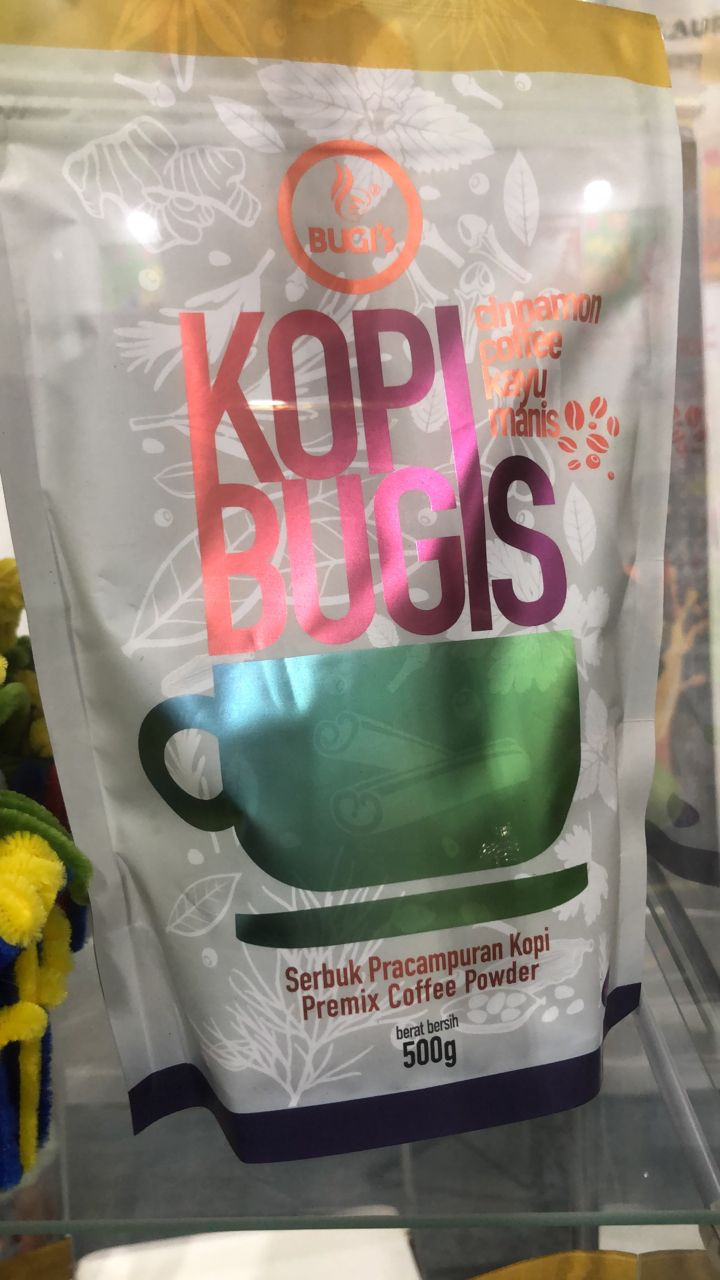 BUGI'S
KOPI
BUGIS
cinnamon
coffee
kayu
manis
Serbuk Pracampuran Kopi
Premix Coffee Powder
berat bersih
500g